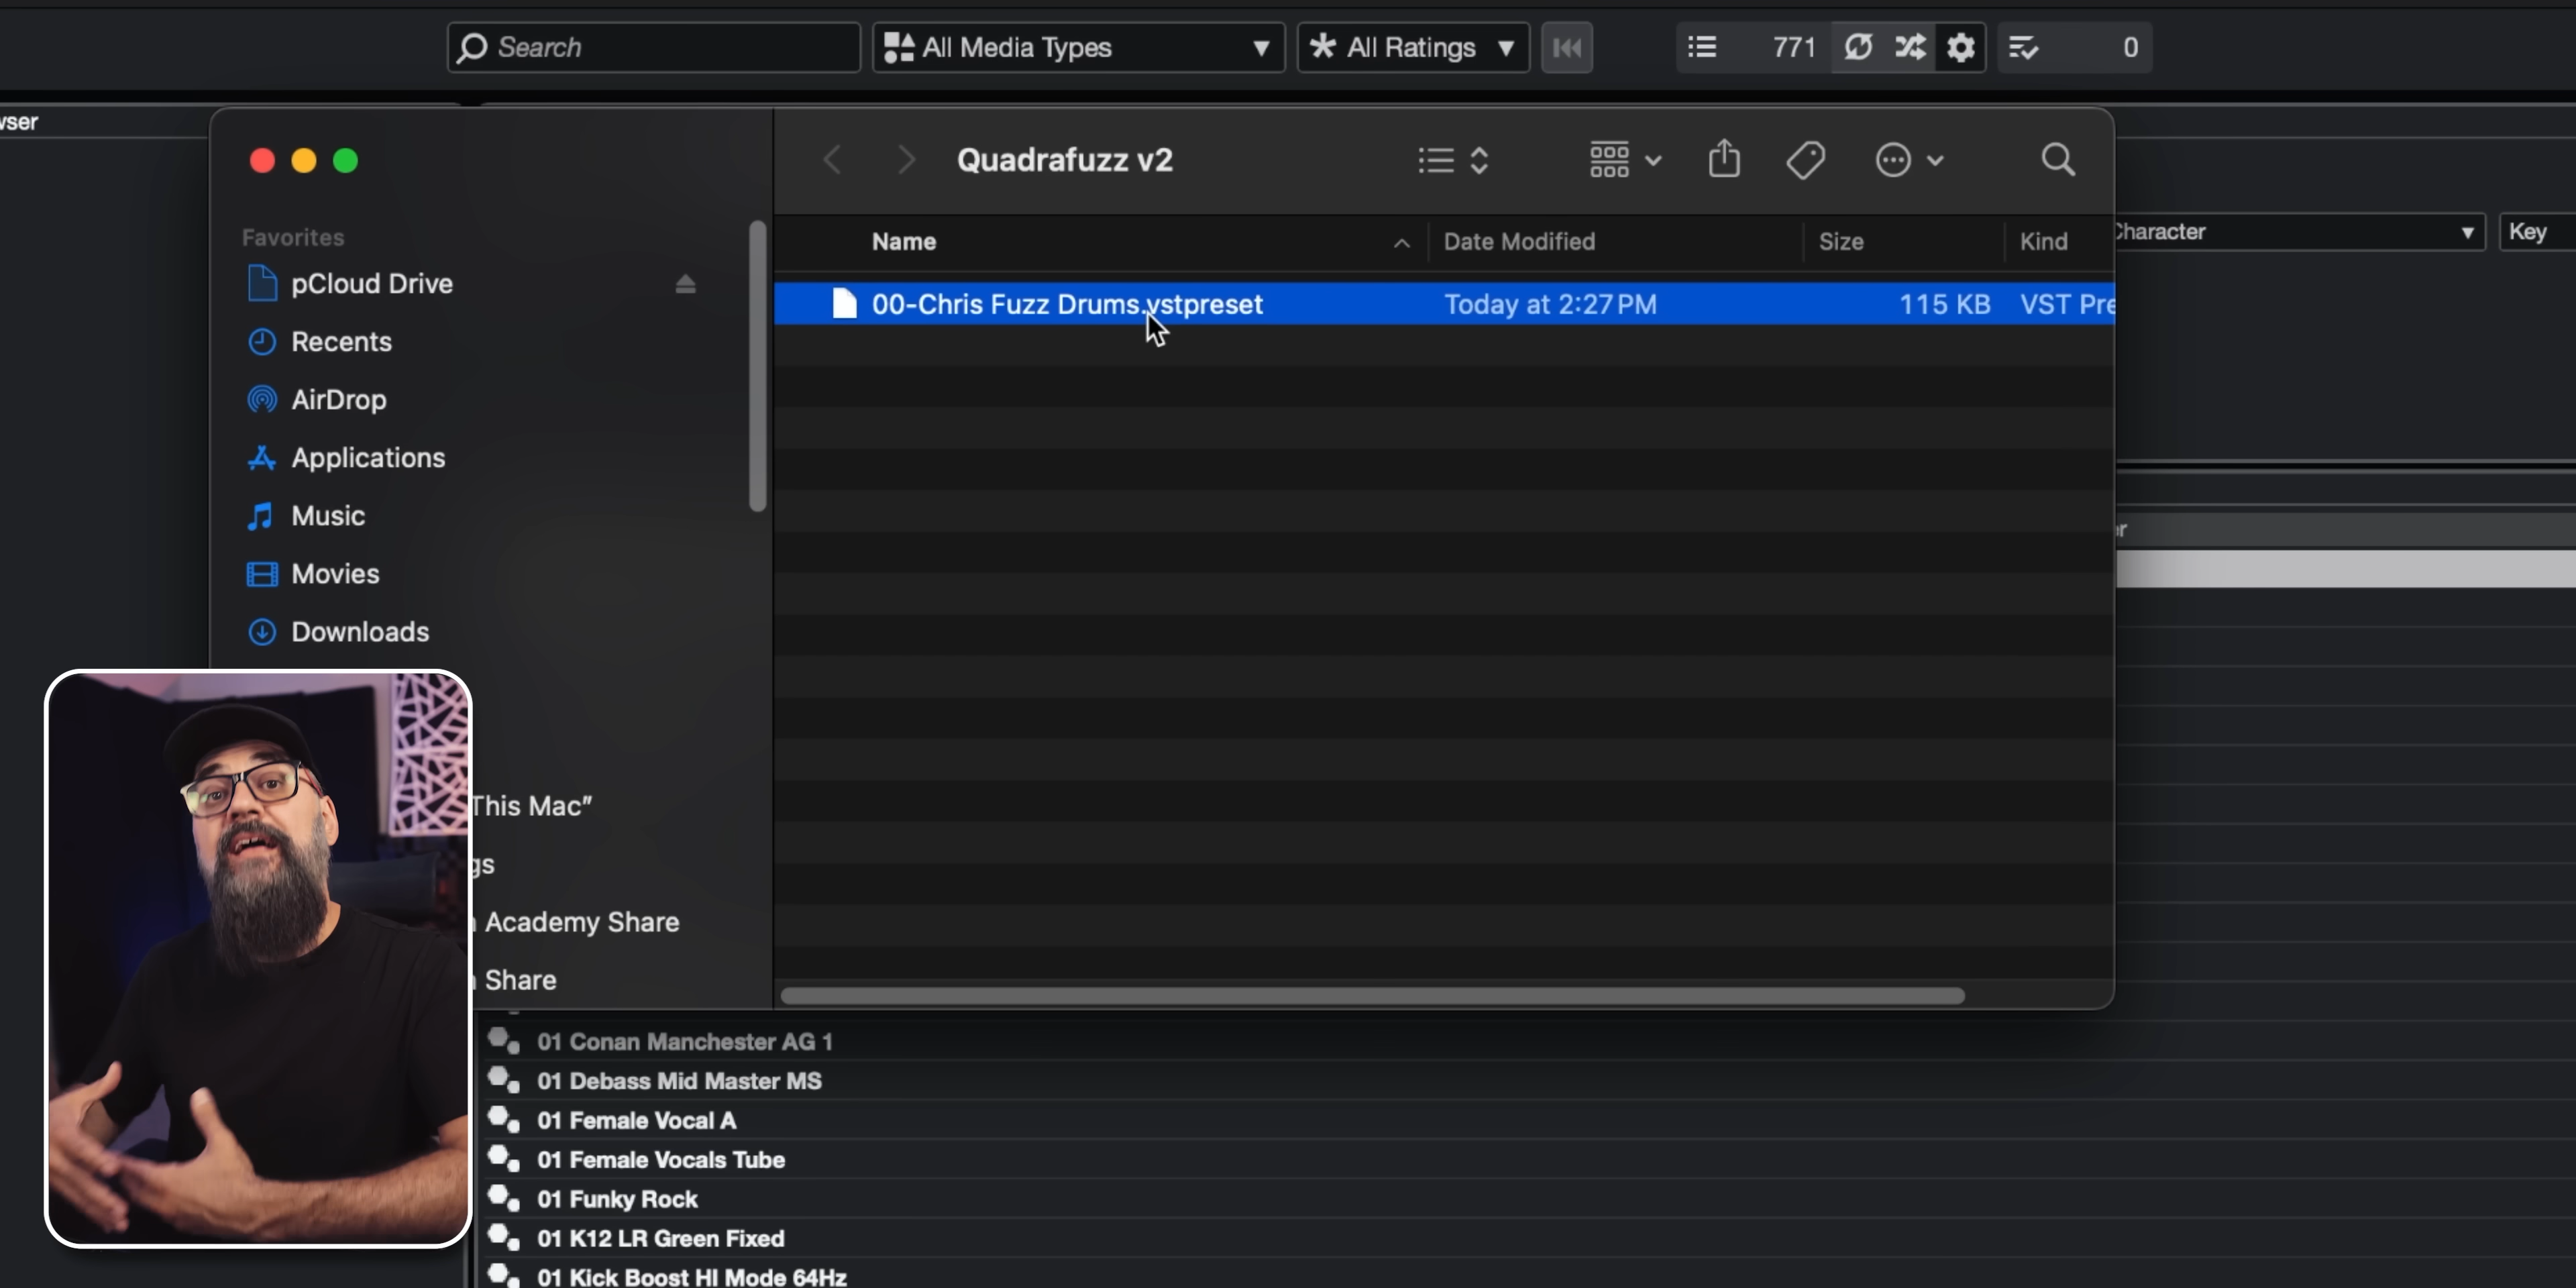 Search
All Media Types
All Ratings
771
0
wser
Quadrafuzz v2
Favorites
pCloud Drive
Recents
AirDrop
Applications
Music
Movies
Downloads
This Mac”
gs
Academy Share
Share
Name
Date Modified
Size
Kind
00-Chris Fuzz Drums.vstpreset
Today at 2:27 PM
115 KB
VST Pre
Character
Key
r
01 Conan Manchester AG 1
01 Debass Mid Master MS
01 Female Vocal A
01 Female Vocals Tube
01 Funky Rock
01 K12 LR Green Fixed
01 Kick Boost HI Mode 64Hz